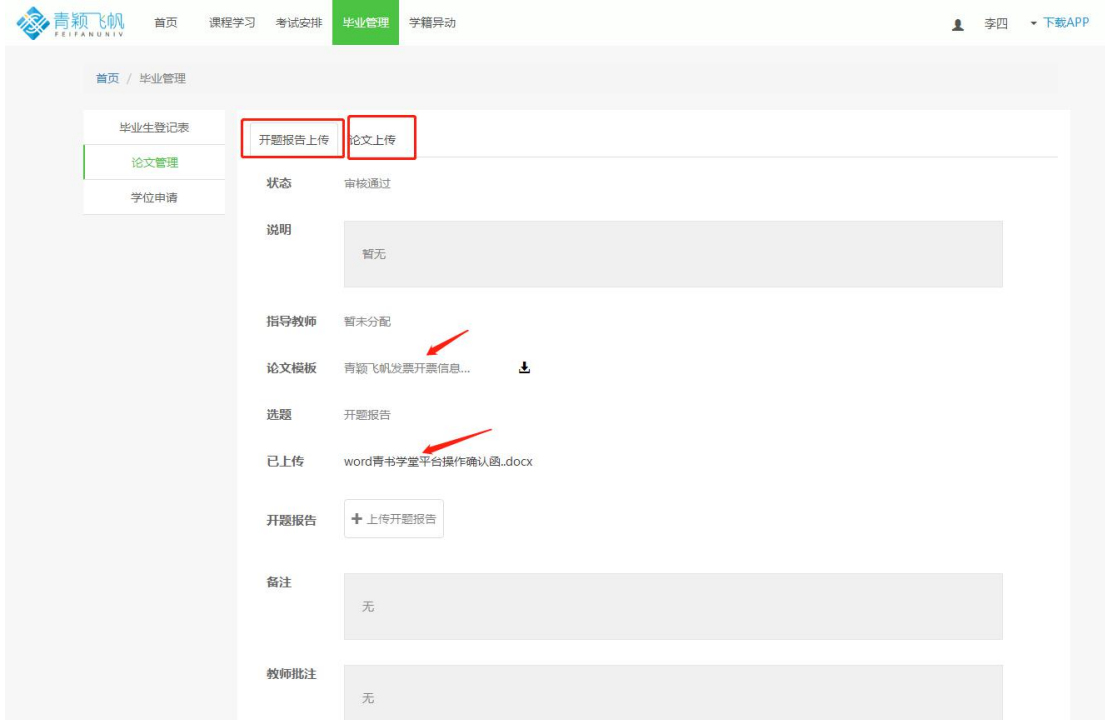 青颖飞帆 首页 课程学习 考试安排 毕业管理 学籍异动 李四 下载APP
FEIFANUNIV
首页 / 毕业管理
毕业生登记表
论文管理
学位申请
开题报告上传 论文上传
状态 审核通过
说明
暂无
指导教师 暂未分配
论文模板 青颖飞帆发票开票信息...
选题 开题报告
已上传 word青书学堂平台操作确认函..docx
开题报告 + 上传开题报告
备注
无
教师批注
无